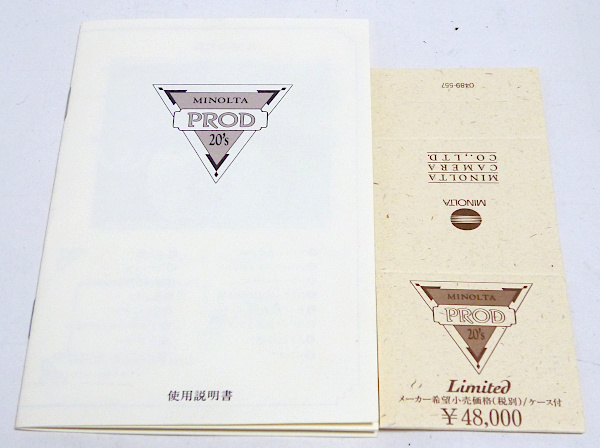 MINOLTA
PROD
20's
使用説明書
0489-557
MINOLTA
CAMERA
CO., LTD.
MINOLTA
MINOLTA
PROD
20's
Limited
メーカー希望小売価格(税別)/ケース付
¥48,000